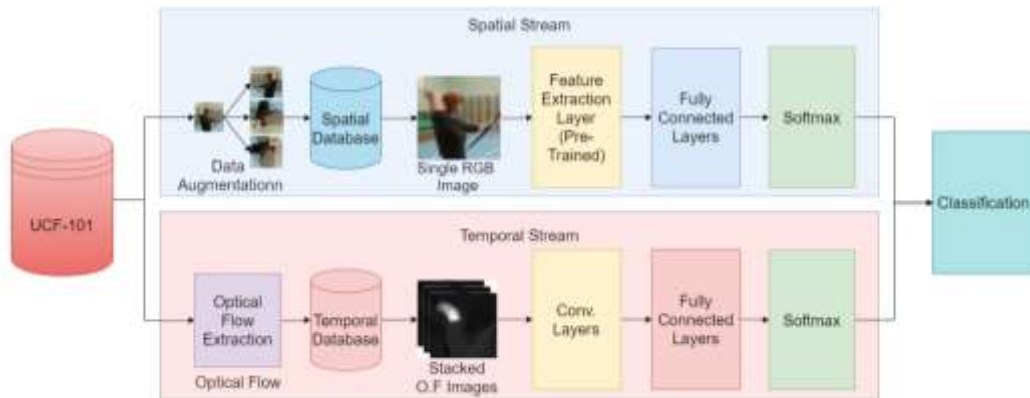 Spatial Stream
Data
Augmentationn
Spatial
Database
Single RGB
Image
Feature
Extraction
Layer
(Pre-
Trained)
Fully
Connected
Layers
Softmax
UCF-101
Classification
Temporal Stream
Optical
Flow
Extraction
Optical Flow
Temporal
Database
Stacked
O.F Images
Conv.
Layers
Fully
Connected
Layers
Softmax